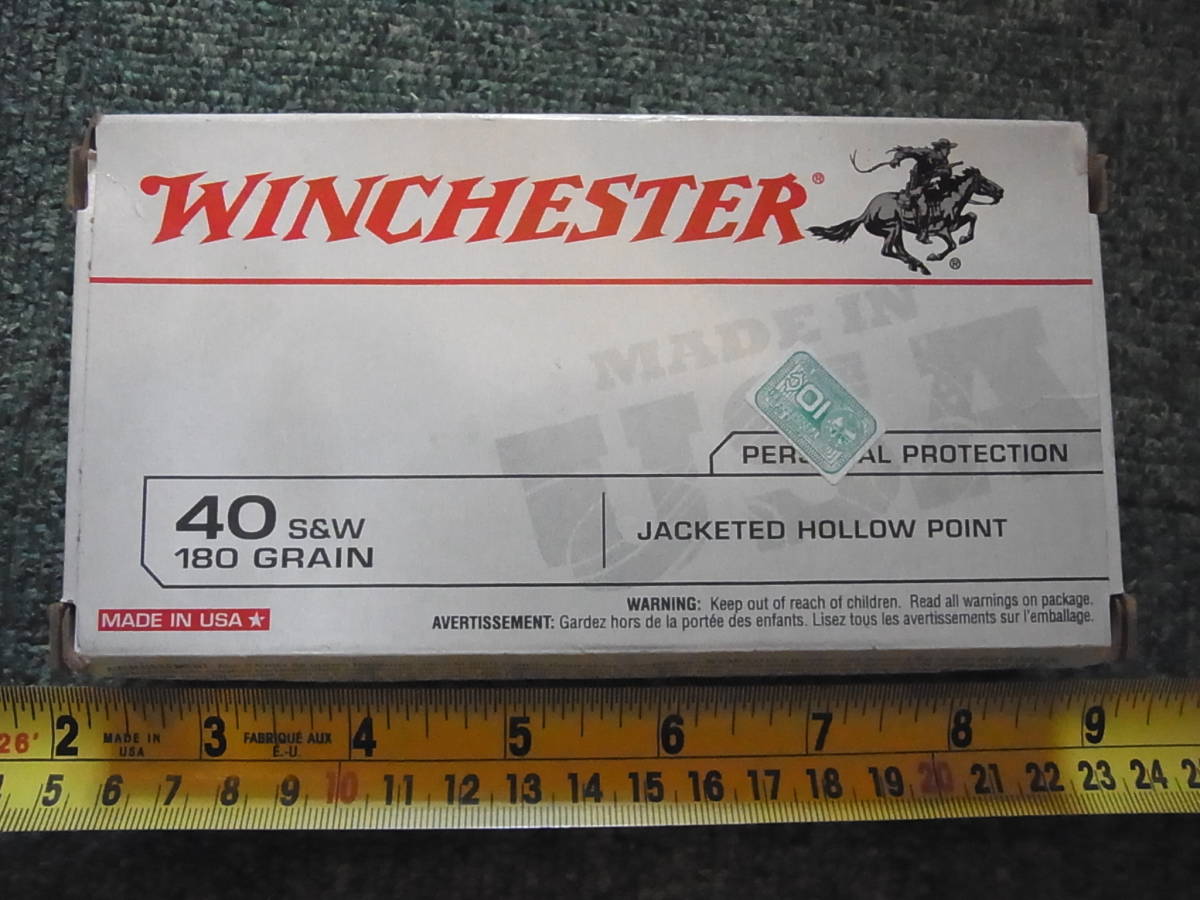 WINCHESTER®
®
MADE IN
USA
PERS AL PROTECTION
40 S&W
180 GRAIN
JACKETED HOLLOW POINT
MADE IN USA ★
WARNING: Keep out of reach of children. Read all warnings on package.
AVERTISSEMENT: Gardez hors de la portée des enfants. Lisez tous les avertissements sur l'emballage.
26' 2 MADE IN USA 3 FABRIQUÉ AUX É.-U. 4 5 6 7 8 9
5 6 7 8 9 10 11 12 13 14 15 16 17 18 19 20 21 22 23 24